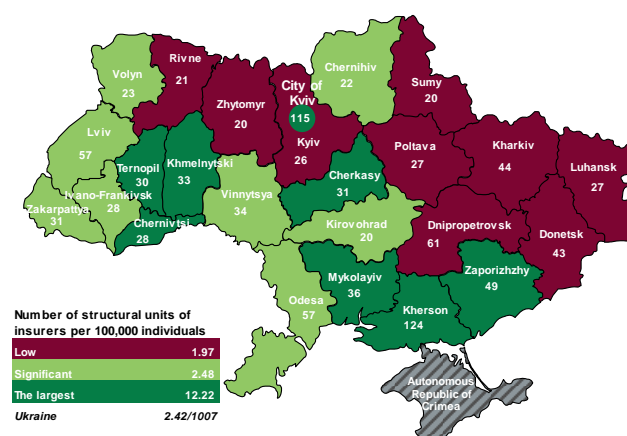 Volyn
23
Rivne
21
Zhytomyr
20
City of
Kviv
115
Kyiv
26
Chernihiv
22
Sumy
20
Lviv
57
Ternopil
30
Khmelnytski
33
Ivano-Frankivsk
28
Zakarpattya
31
Chernivtsi
28
Vinnytsya
34
Cherkasy
31
Poltava
27
Kharkiv
44
Luhansk
27
Kirovohrad
20
Dnipropetrovsk
61
Donetsk
43
Zaporizhzhy
49
Mykolayiv
36
Odesa
57
Kherson
124
Autonomous
Republic of
Crimea
Number of structural units of
insurers per 100,000 individuals
Low 1.97
Significant 2.48
The largest 12.22
Ukraine 2.42/1007